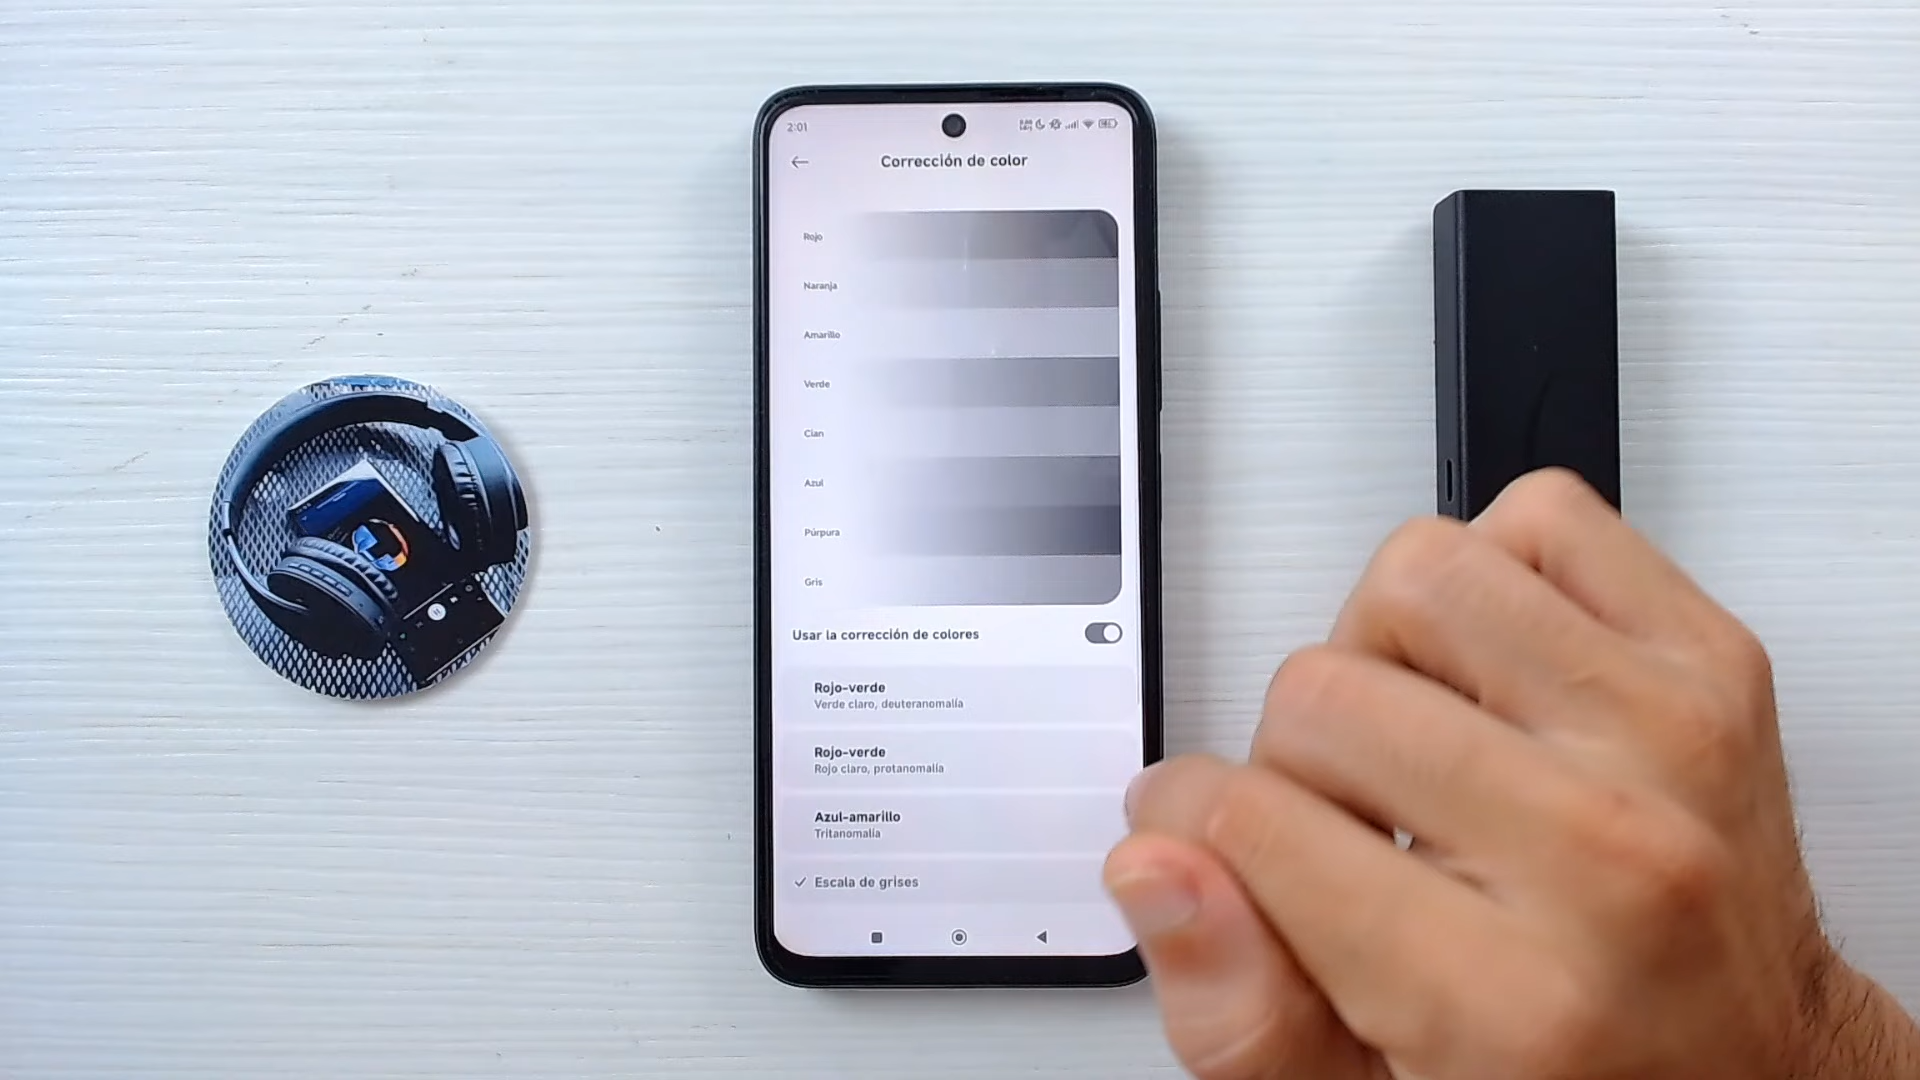 2:01
Corrección de color
Rojo
Naranja
Amarillo
Verde
Cian
Azul
Púrpura
Gris
Usar la corrección de colores
Rojo-verde
Verde claro, deuteranomalía
Rojo-verde
Rojo claro, protanomalía
Azul-amarillo
Tritanomalía
Escala de grises